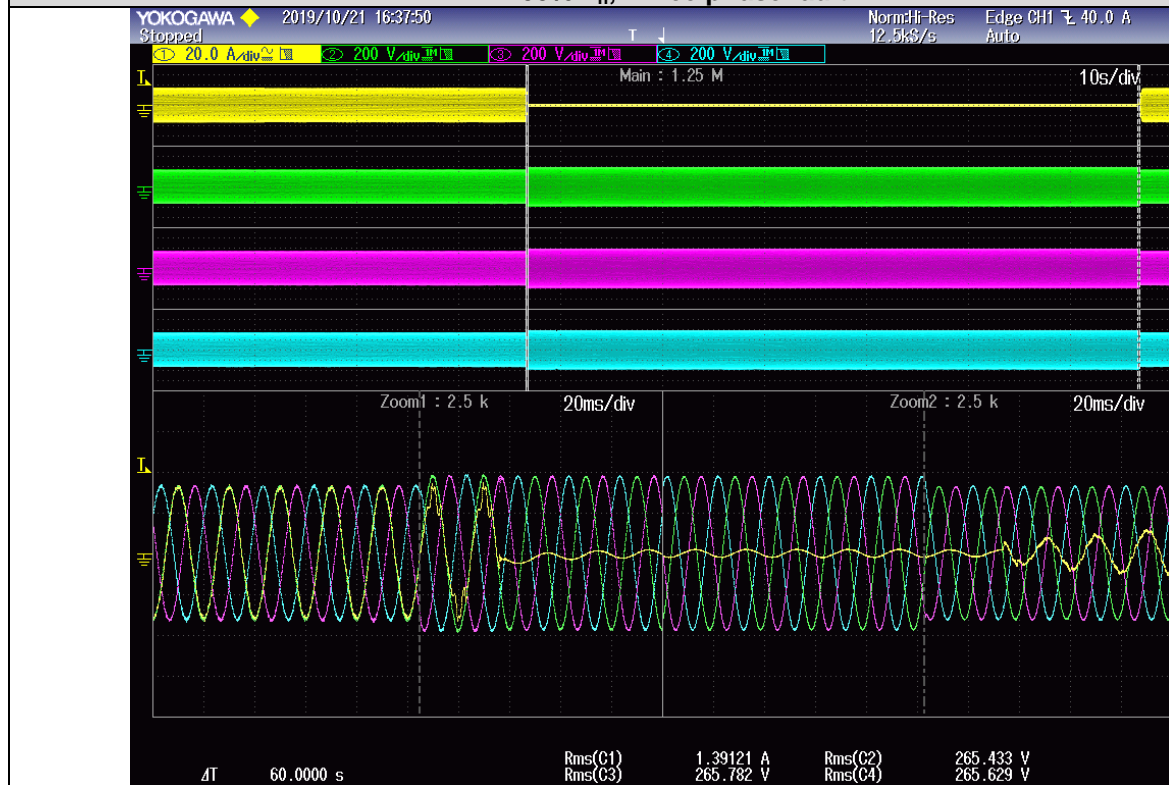 YOKOGAWA 2019/10/21 16:37:50 Norm:Hi-Res Edge CH1 40.0 A
Stopped T 12.5kS/s Auto
1 20.0 A/div 2 200 V/div 3 200 V/div 4 200 V/div
Main : 1.25 M 10s/div
Zoom1 : 2.5 k 20ms/div Zoom2 : 2.5 k 20ms/div
Rms(C1) 1.39121 A Rms(C2) 265.433 V
ΔT 60.0000 s Rms(C3) 265.782 V Rms(C4) 265.629 V